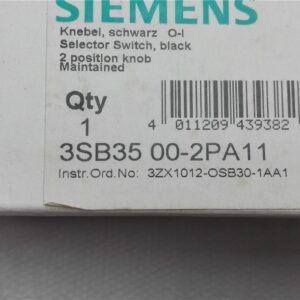 SIEMENS
Knebel, schwarz O-I
Selector Switch, black
2 position knob
Maintained
Qty
1
4 011209 439382
3SB35 00-2PA11
Instr.Ord.No: 3ZX1012-OSB30-1AA1